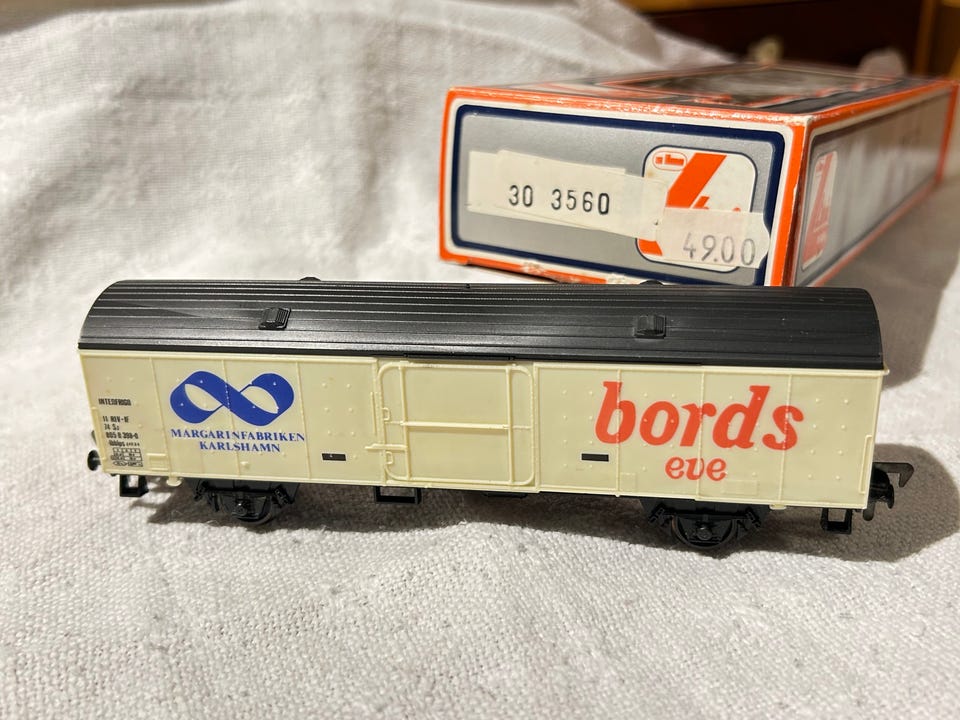 30 3560
49.00
INTERFRIGO
MARGARINFABRIKEN
KARLSHAMN
bords
eve